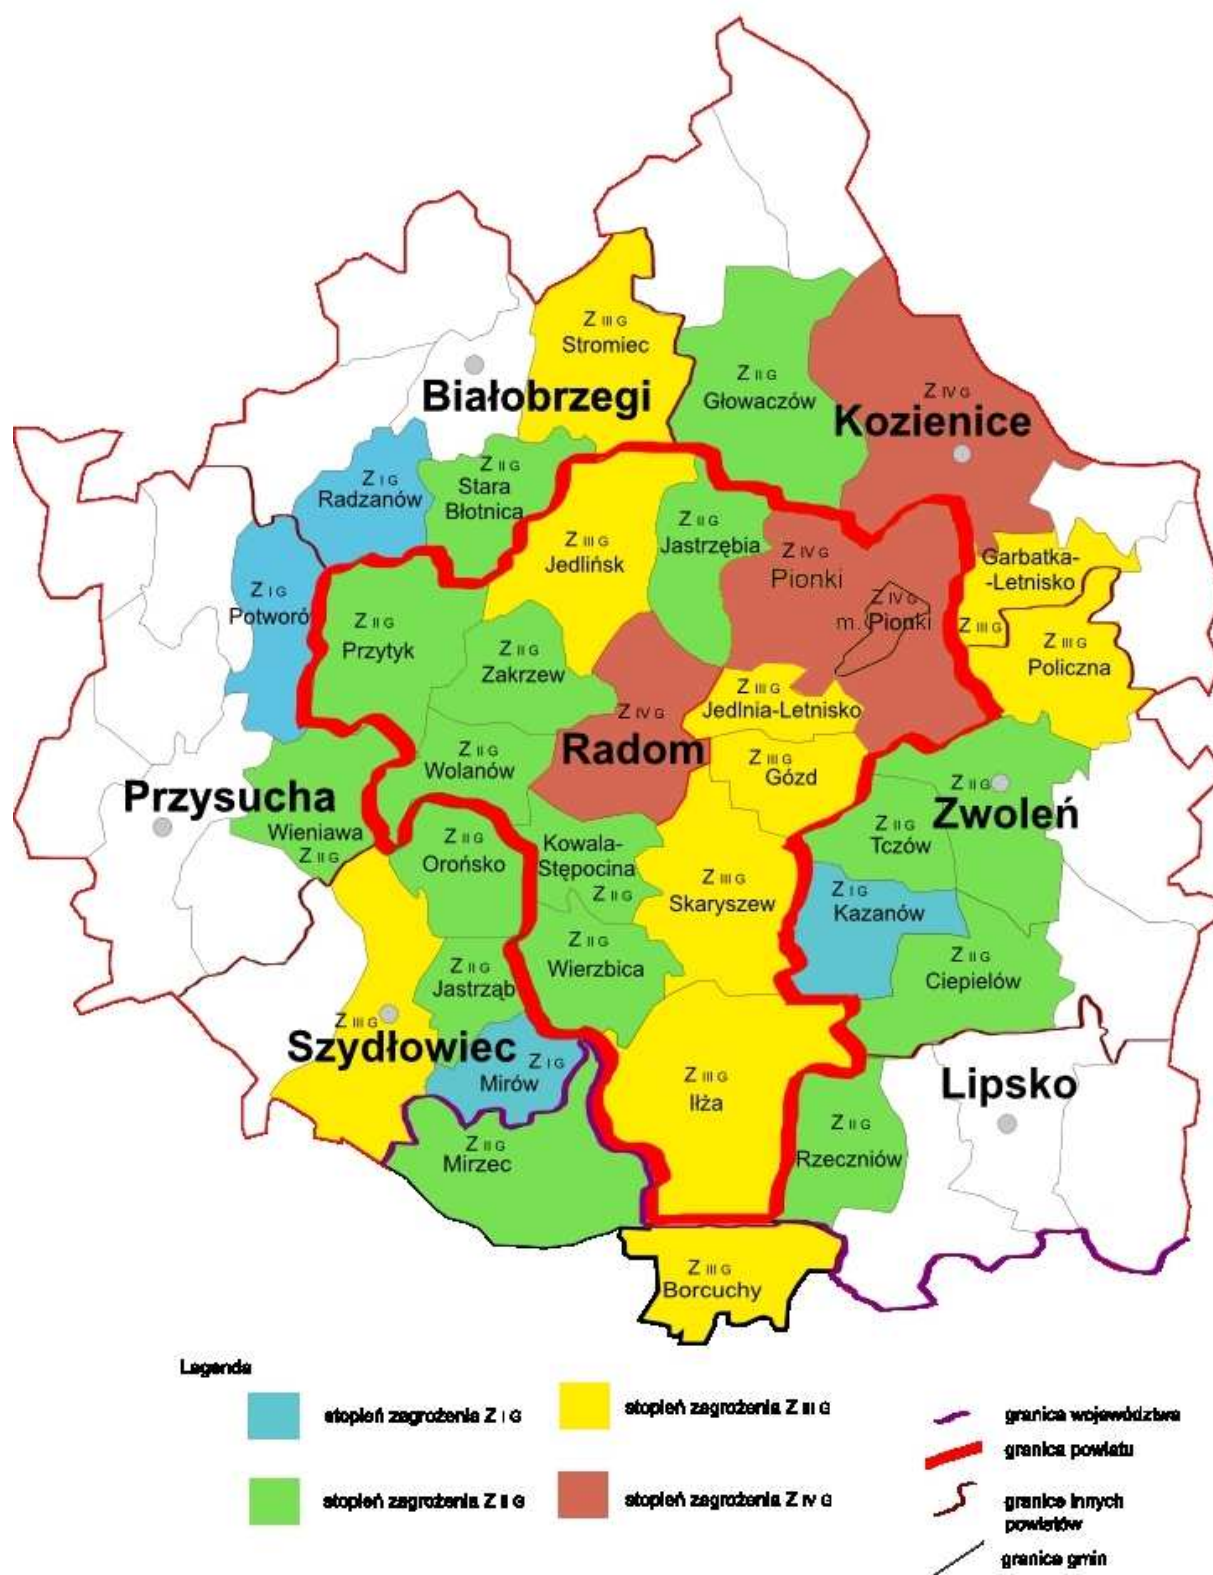 Z III G
Stromiec
Białobrzegi
Z II G
Głowaczów
Z IV G
Kozienice
Z I G
Radzanów
Z II G
Stara
Błotnica
Z III G
Jedlińsk
Z II G
Jastrzębia
Z IV G
Pionki
Z IV G
m. Pionki
Garbatka-
-Letnisko
Z III G
Z III G
Policzna
Z I G
Potworó
Z II G
Przytyk
Z II G
Zakrzew
Z III G
Jedlnia-Letnisko
Z IV G
Radom
Z II G
Wolanów
Z III G
Gózd
Z II G
Zwoleń
Przysucha
Wieniawa
Z II G
Z II G
Orońsko
Kowala-
Stępocina
Z II G
Z II G
Tczów
Z III G
Skaryszew
Z I G
Kazanów
Z II G
Wierzbica
Z II G
Ciepielów
Z II G
Jastrząb
Z III G
Szydłowiec
Z I G
Mirów
Z III G
Iłża
Lipsko
Z II G
Mirzec
Z II G
Rzeczniów
Z III G
Borcuchy
Legenda
stopień zagrożenia Z I G
stopień zagrożenia Z III G
granica województwa
granica powiatu
stopień zagrożenia Z II G
stopień zagrożenia Z IV G
granice innych
powiatów
granice gmin